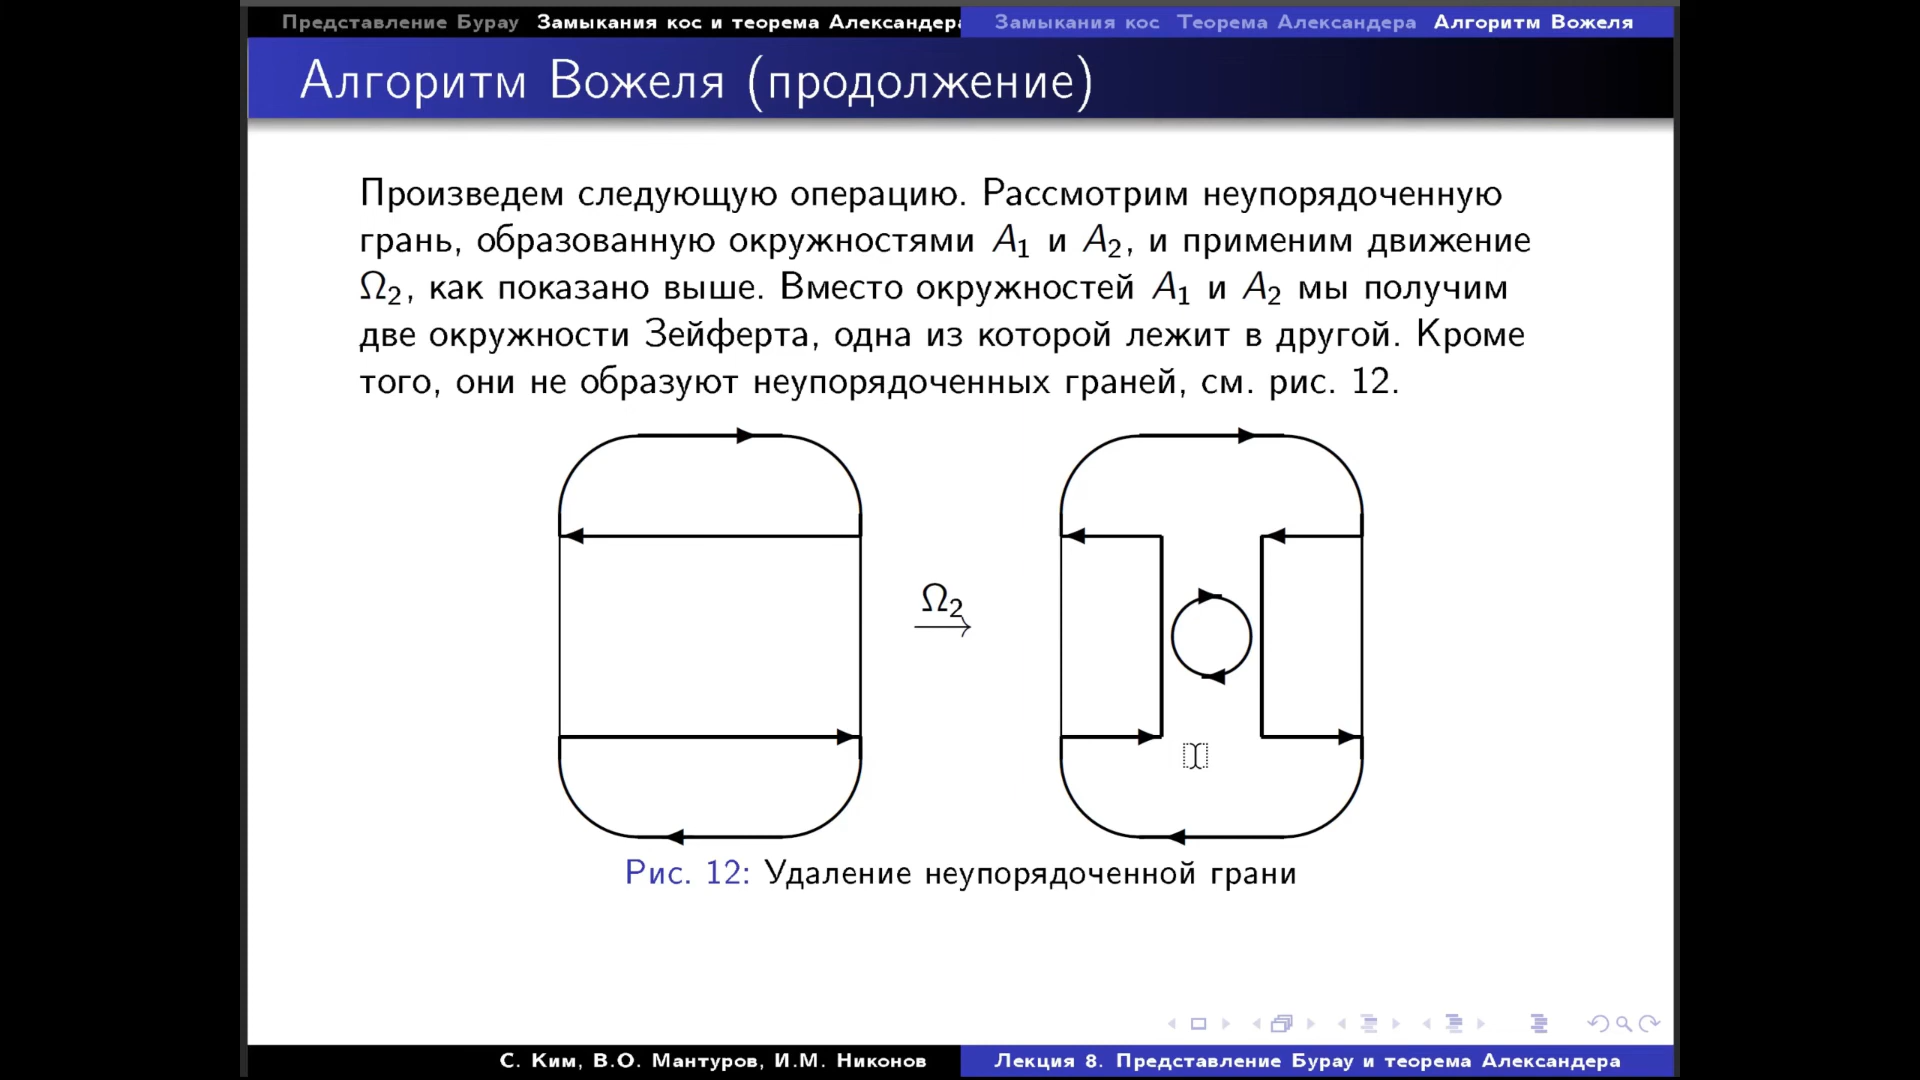 Представление Бурау Замыкания кос и теорема Александера Замыкания кос Теорема Александера Алгоритм Вожеля
Алгоритм Вожеля (продолжение)
Произведем следующую операцию. Рассмотрим неупорядоченную
грань, образованную окружностями A₁ и A₂, и применим движение
Ω₂, как показано выше. Вместо окружностей A₁ и A₂ мы получим
две окружности Зейферта, одна из которой лежит в другой. Кроме
того, они не образуют неупорядоченных граней, см. рис. 12.
Ω₂
Рис. 12: Удаление неупорядоченной грани
С. Ким, В.О. Мантуров, И.М. Никонов Лекция 8. Представление Бурау и теорема Александера